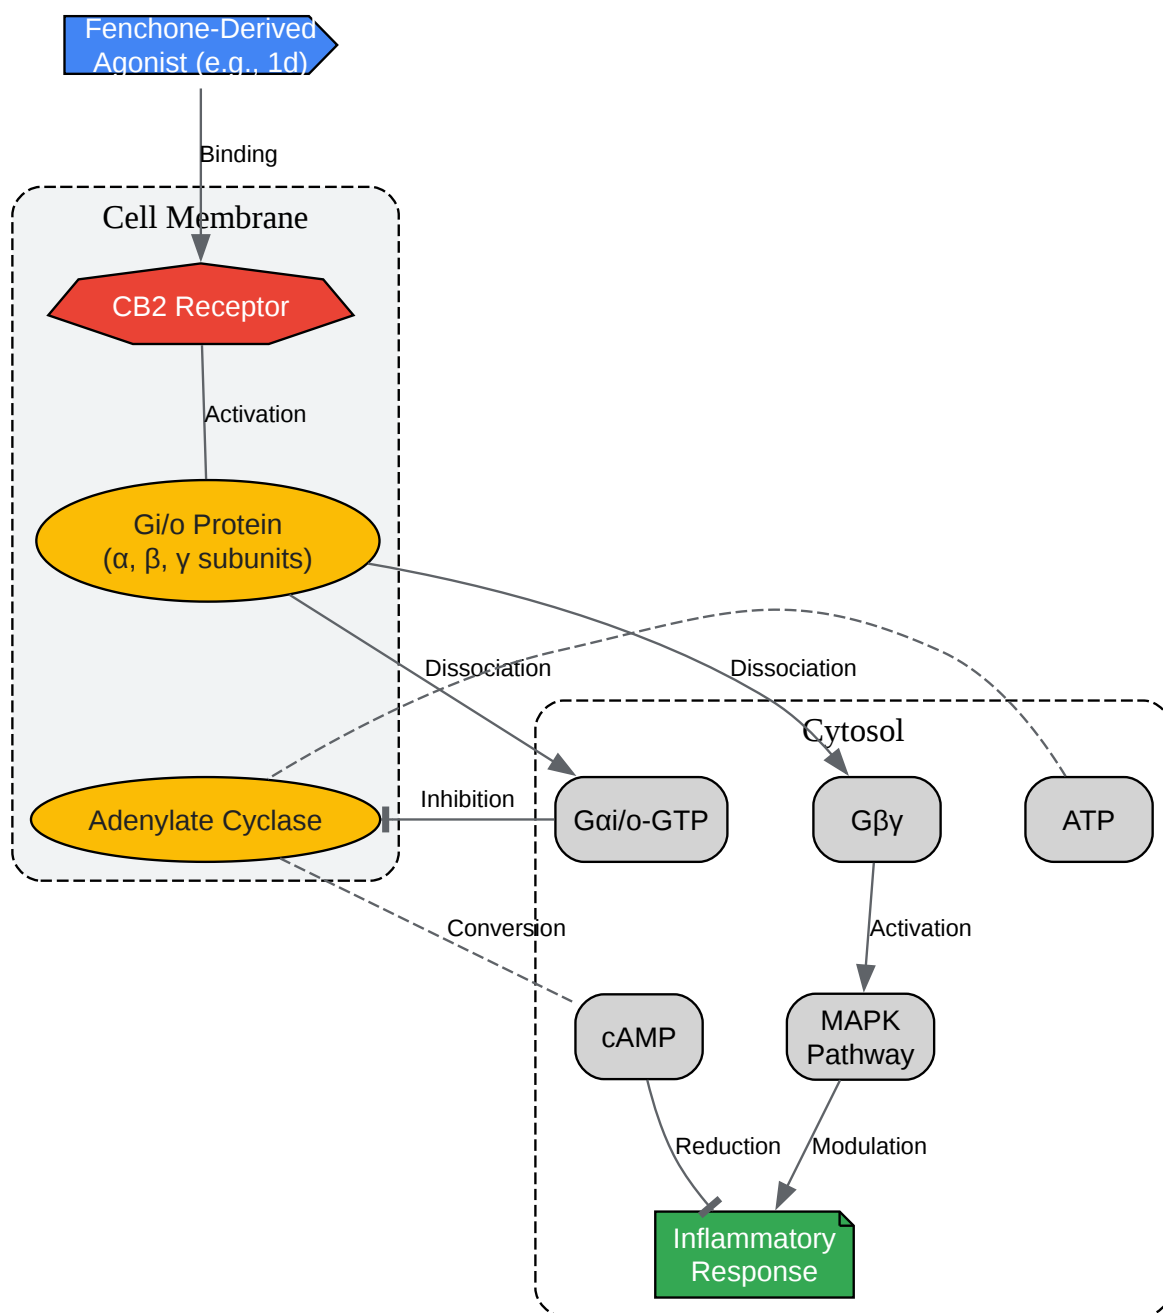 Fenchone-Derived
Agonist (e.g., 1d)
Binding
Cell Membrane
CB2 Receptor
Activation
Gi/o Protein
(α, β, γ subunits)
Dissociation
Dissociation
Cytosol
Adenylate Cyclase
Inhibition
Gαi/o-GTP
Gβγ
ATP
Conversion
Activation
cAMP
MAPK
Pathway
Reduction
Modulation
Inflammatory
Response